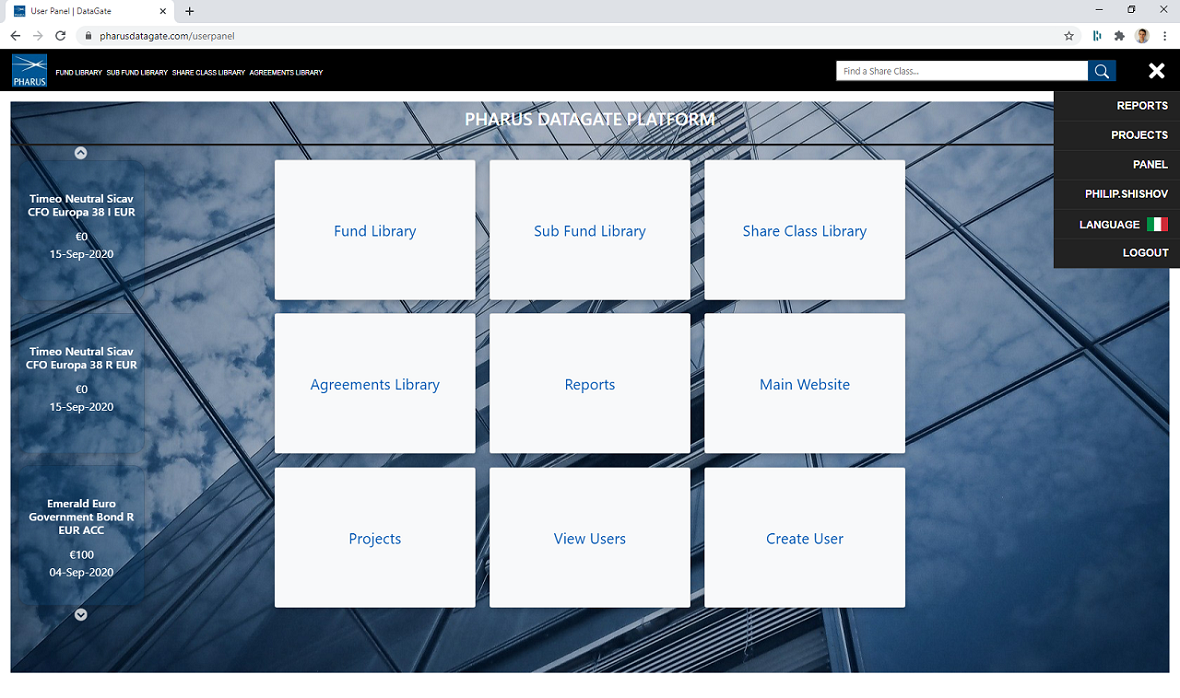 User Panel | DataGate
pharusdatagate.com/userpanel
PHARUS
FUND LIBRARY SUB FUND LIBRARY SHARE CLASS LIBRARY AGREEMENTS LIBRARY
Find a Share Class...
PHARUS DATAGATE PLATFORM
REPORTS
PROJECTS
PANEL
PHILIP.SHISHOV
LANGUAGE
LOGOUT
Timeo Neutral Sicav
CFO Europa 38 I EUR
€0
15-Sep-2020
Timeo Neutral Sicav
CFO Europa 38 R EUR
€0
15-Sep-2020
Emerald Euro
Government Bond R
EUR ACC
€100
04-Sep-2020
Fund Library
Sub Fund Library
Share Class Library
Agreements Library
Reports
Main Website
Projects
View Users
Create User